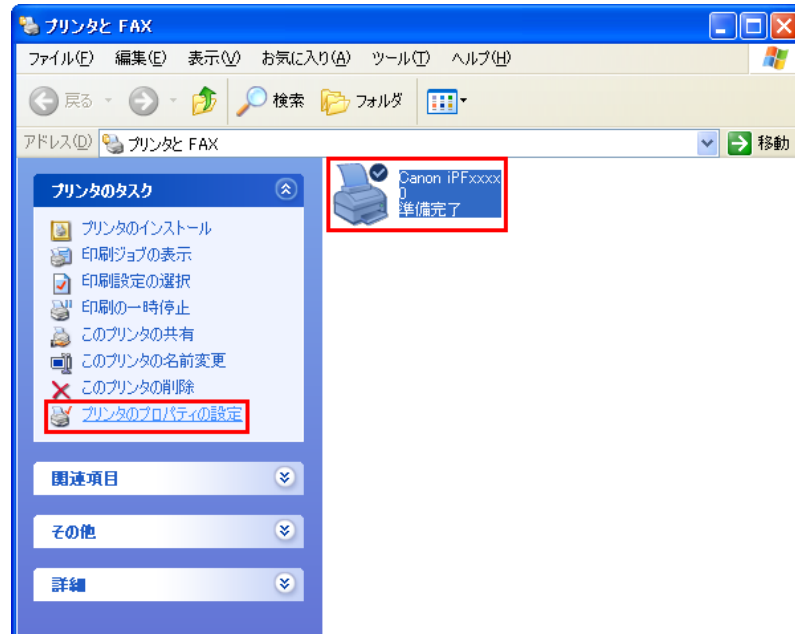 プリンタと FAX
ファイル(F) 編集(E) 表示(V) お気に入り(A) ツール(T) ヘルプ(H)
戻る 検索 フォルダ
アドレス(D) プリンタと FAX 移動
プリンタのタスク
プリンタのインストール
印刷ジョブの表示
印刷設定の選択
印刷の一時停止
このプリンタの共有
このプリンタの名前変更
このプリンタの削除
プリンタのプロパティの設定
関連項目
その他
詳細
Canon iPFxxxx
0
準備完了